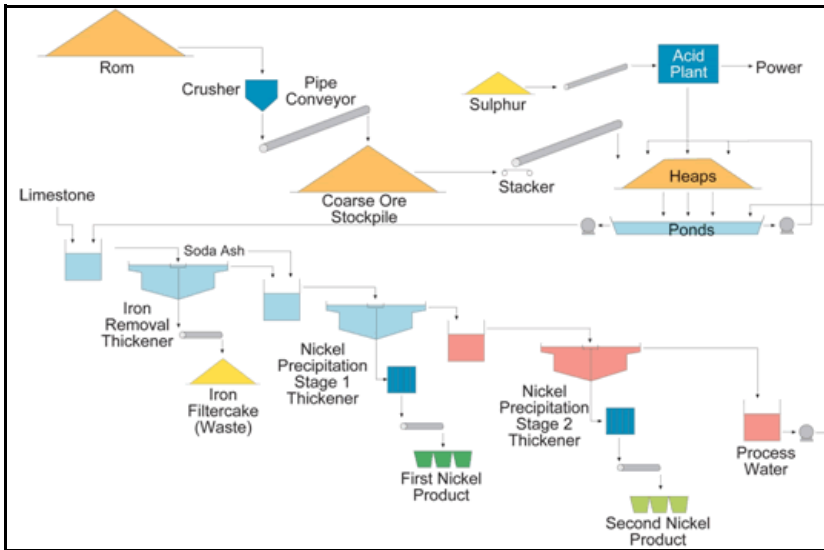 Rom
Crusher
Pipe
Conveyor
Sulphur
Acid
Plant
Power
Coarse Ore
Stockpile
Stacker
Heaps
Ponds
Limestone
Soda Ash
Iron
Removal
Thickener
Iron
Filtercake
(Waste)
Nickel
Precipitation
Stage 1
Thickener
First Nickel
Product
Nickel
Precipitation
Stage 2
Thickener
Second Nickel
Product
Process
Water